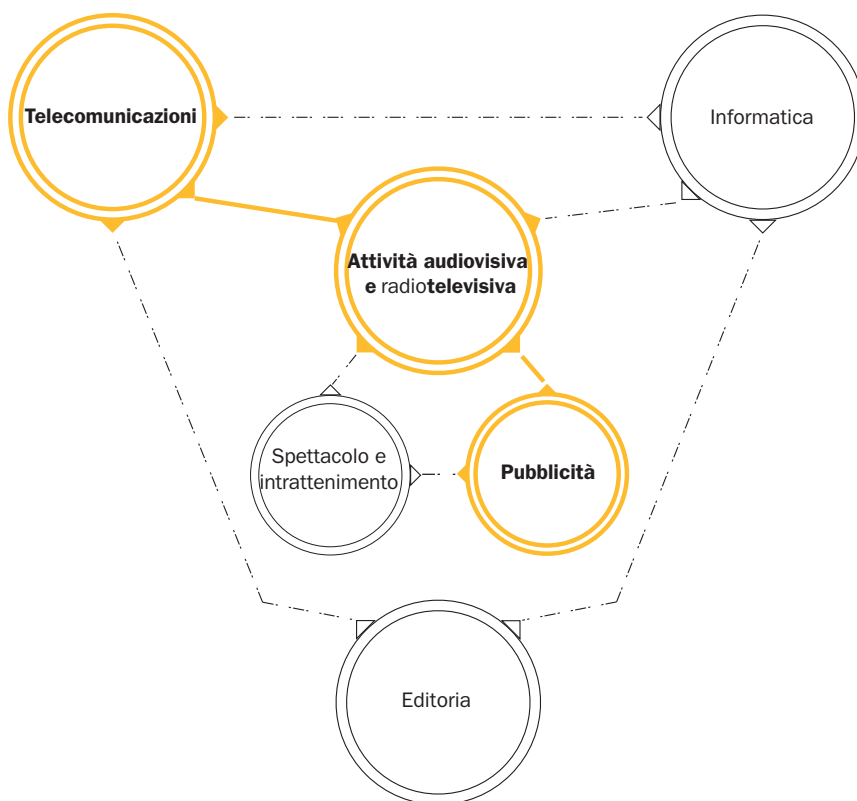 Telecomunicazioni
Informatica
Attività audiovisiva
e radiotelevisiva
Spettacolo e
intrattenimento
Pubblicità
Editoria